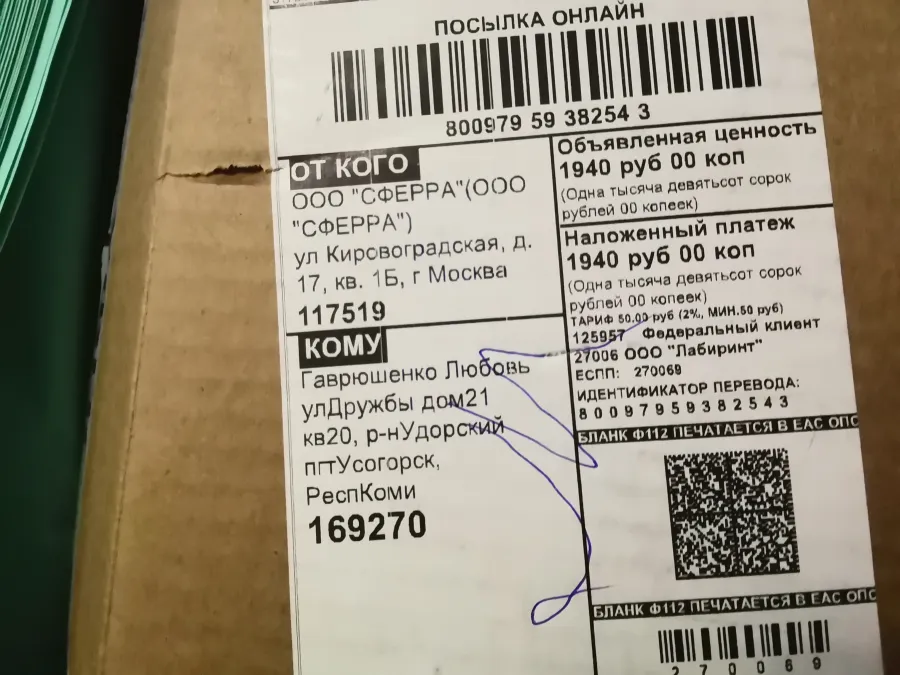 ПОСЫЛКА ОНЛАЙН
800979 59 38254 3
ОТ КОГО
ООО "СФЕРРА"(ООО
"СФЕРРА")
ул Кировоградская, д.
17, кв. 1Б, г Москва
117519
КОМУ
Гаврюшенко Любовь
улДружбы дом21
кв20, р-нУдорский
пгтУсогорск,
РеспКоми
169270
Объявленная ценность
1940 руб 00 коп
(Одна тысяча девятьсот сорок
рублей 00 копеек)
Наложенный платеж
1940 руб 00 коп
(Одна тысяча девятьсот сорок
рублей 00 копеек)
ТАРИФ 50.00 руб (2%, МИН.50 руб)
125957 Федеральный клиент
27006 ООО "Лабиринт"
ЕСПП: 270069
ИДЕНТИФИКАТОР ПЕРЕВОДА:
80097959382543
БЛАНК Ф112 ПЕЧАТАЕТСЯ В ЕАС ОПС
БЛАНК Ф112 ПЕЧАТАЕТСЯ В ЕАС ОПС
270069